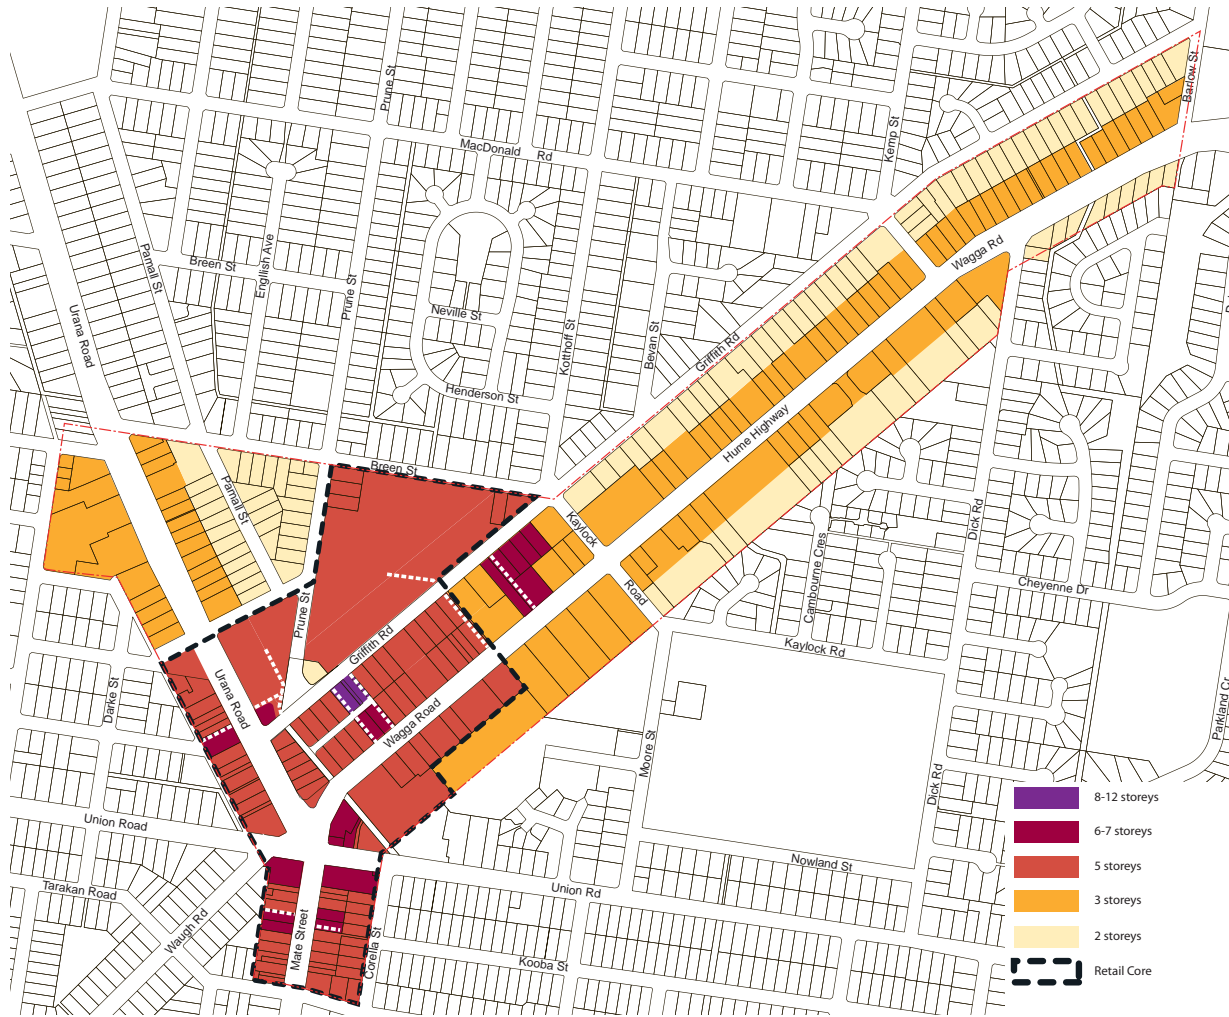 Barlow St
Prune St
Kemp St
MacDonald Rd
Parnall St
Breen St
Engllish Ave
Prune St
Wagga Rd
Urana Road
Neville St
Kotthoff St
Bevan St
Griffith Rd
Henderson St
Hume Highway
Breen St
Parnall St
Kaylock
Road
Dick Rd
Cambourne Cres
Cheyenne Dr
Prune St
Griffith Rd
Kaylock Rd
Darke St
Urana Road
Wagga Road
Moore St
Parkland Cr
Dick Rd
8-12 storeys
Union Road
6-7 storeys
Nowland St
5 storeys
Tarakan Road
Union Rd
3 storeys
Waugh Rd
Mate Street
Corella St
2 storeys
Kooba St
Retail Core